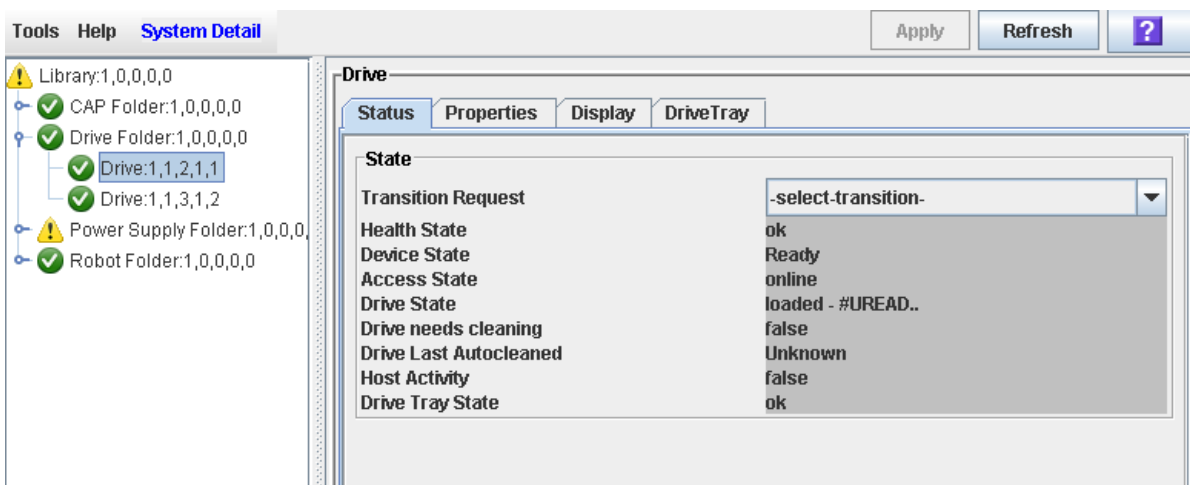 Tools Help System Detail Apply Refresh ?
Library:1,0,0,0,0
CAP Folder:1,0,0,0,0
Drive Folder:1,0,0,0,0
Drive:1,1,2,1,1
Drive:1,1,3,1,2
Power Supply Folder:1,0,0,0,
Robot Folder:1,0,0,0,0
Drive
Status Properties Display DriveTray
State
Transition Request -select-transition-
Health State ok
Device State Ready
Access State online
Drive State loaded - #UREAD..
Drive needs cleaning false
Drive Last Autocleaned Unknown
Host Activity false
Drive Tray State ok